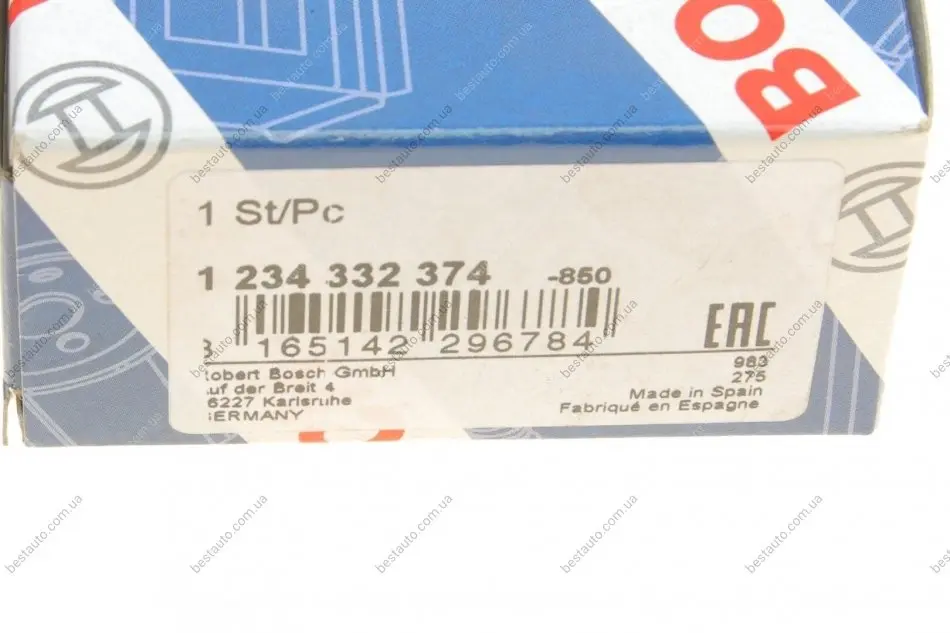 BO
1 St/Pc
1 234 332 374 -850
3 165142 296784
EAC
983
275
obert Bosch GmbH
uf der Breit 4
6227 Karlsruhe
ERMANY
Made in Spain
Fabriqué en Espagne
bestauto.com.ua